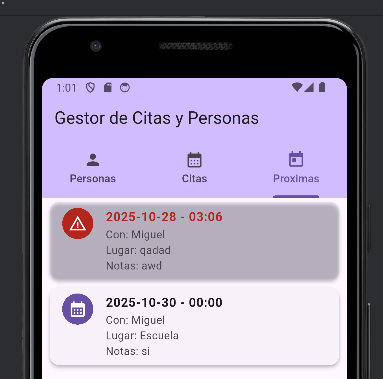 1:01
Gestor de Citas y Personas
Personas
Citas
Proximas
2025-10-28 - 03:06
Con: Miguel
Lugar: qadad
Notas: awd
2025-10-30 - 00:00
Con: Miguel
Lugar: Escuela
Notas: si